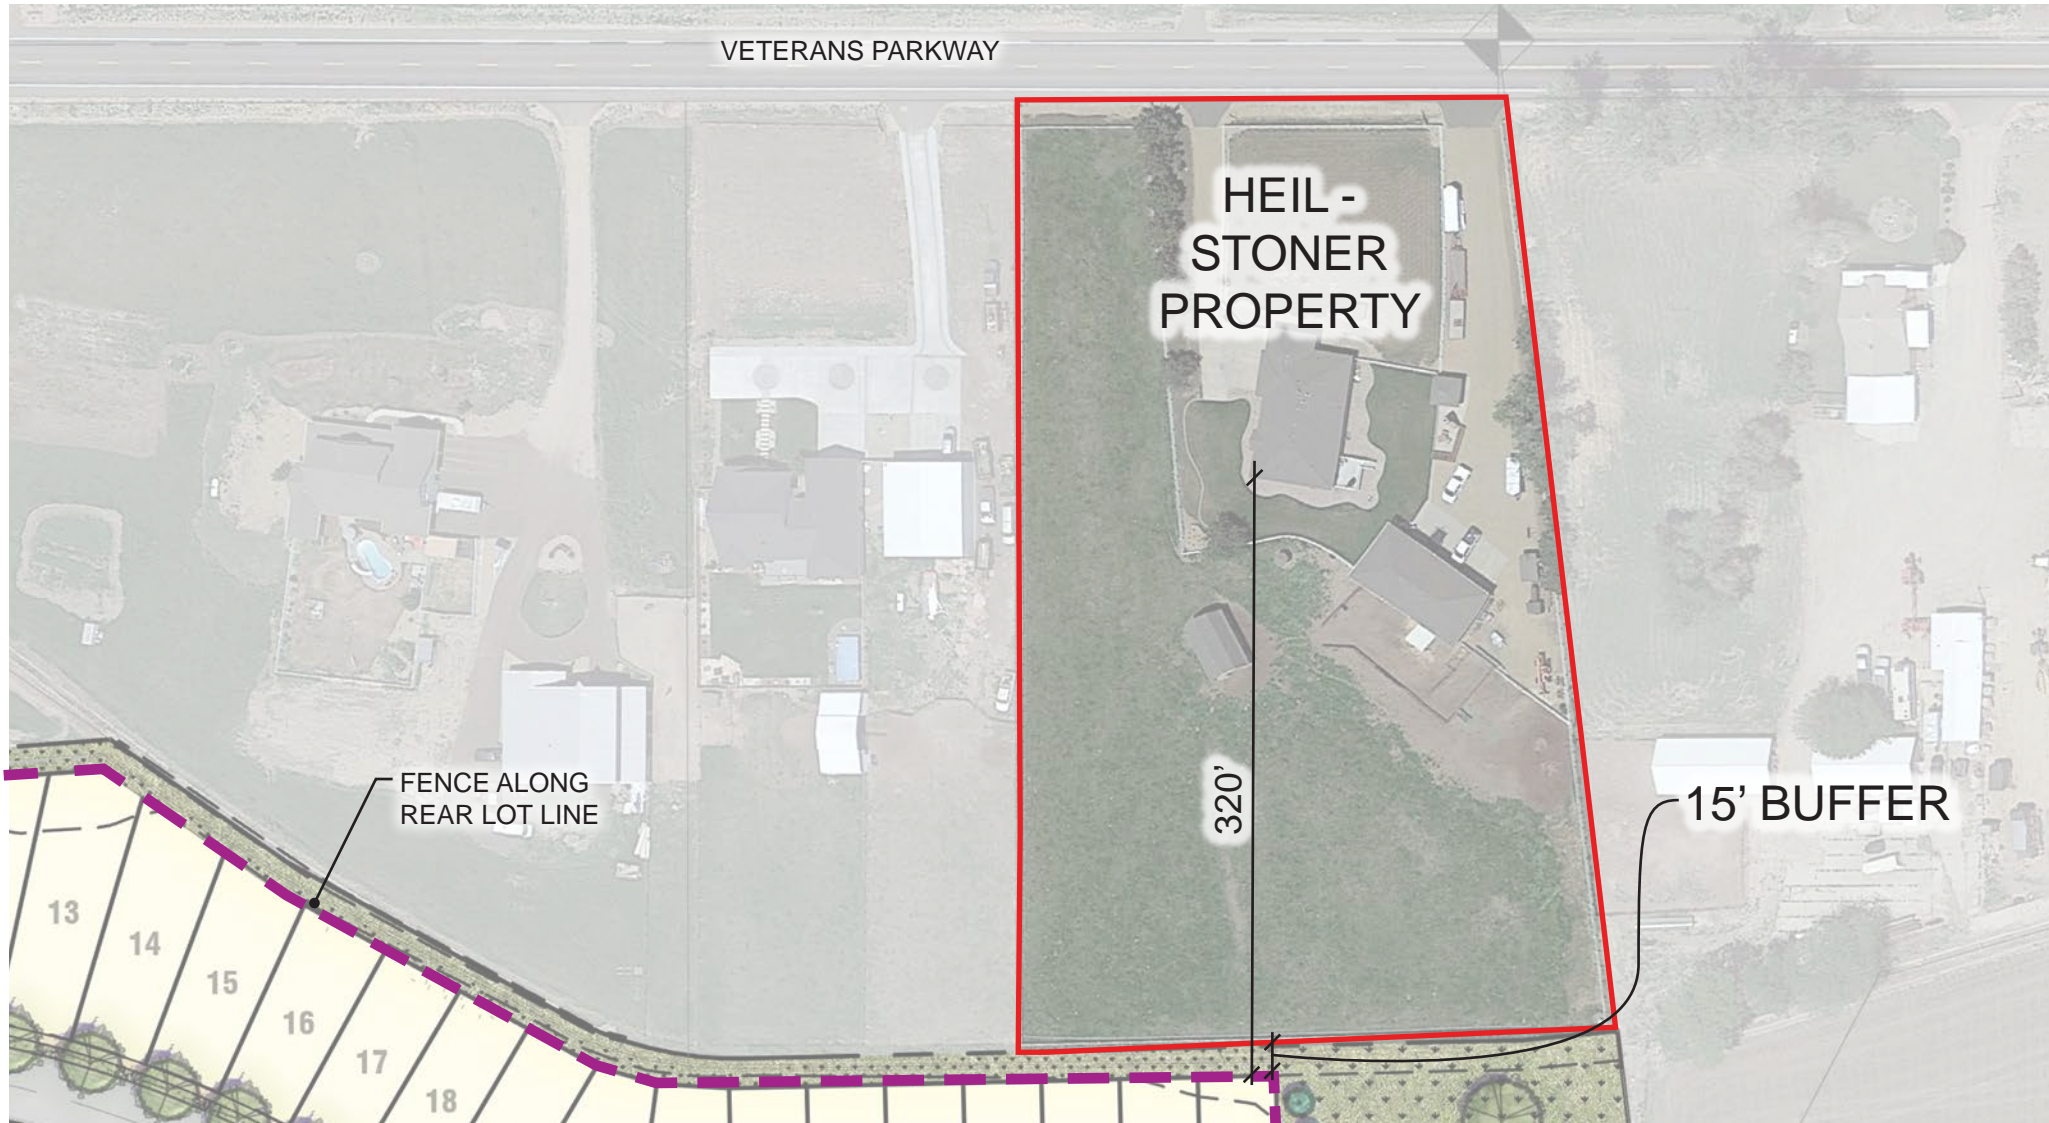 VETERANS PARKWAY
HEIL -
STONER
PROPERTY
FENCE ALONG
REAR LOT LINE
320’
15’ BUFFER
13
14
15
16
17
18